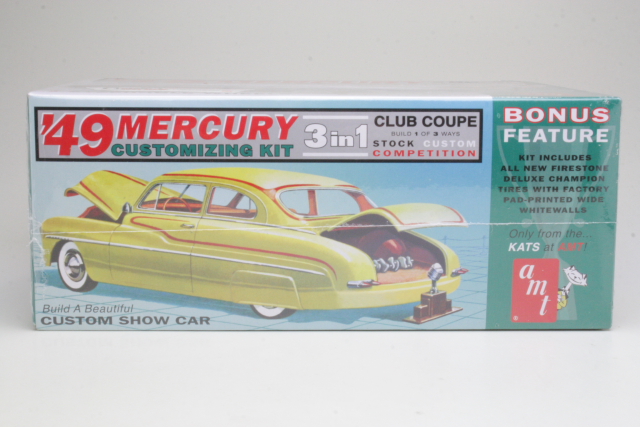 '49 MERCURY
CUSTOMIZING KIT
3 in 1
CLUB COUPE
BUILD 1 OF 3 WAYS
STOCK CUSTOM
COMPETITION
BONUS
FEATURE
KIT INCLUDES
ALL NEW FIRESTONE
DELUXE CHAMPION
TIRES WITH FACTORY
PAD-PRINTED WIDE
WHITEWALLS
Only from the...
KATS at AMT!
amt
Build A Beautiful
CUSTOM SHOW CAR